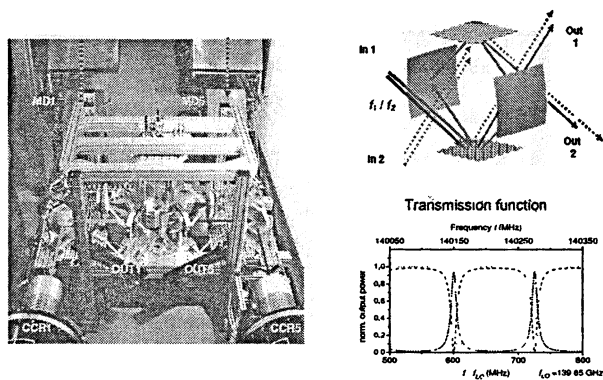 MD1
MD5
OUT1
OUT5
CCR1
CCR5
In 1
Out
1
f1 / f2
In 2
Out
2
Transmission function
Frequency f (MHz)
140050 140150 140250 140350
norm. output power
1,0
0.8
0.6
0.4
0.2
0.0
500 600 700 800
f fLO (MHz) fLO =139 65 GHz